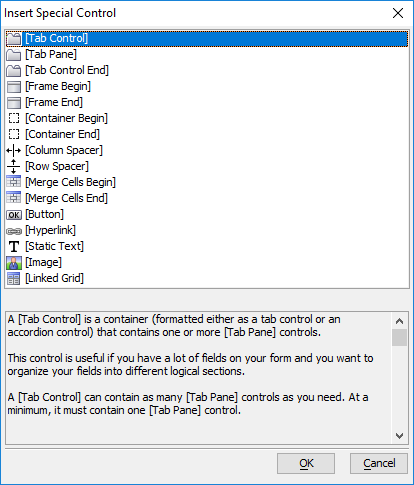 Insert Special Control
[Tab Control]
[Tab Pane]
[Tab Control End]
[Frame Begin]
[Frame End]
[Container Begin]
[Container End]
[Column Spacer]
[Row Spacer]
[Merge Cells Begin]
[Merge Cells End]
OK [Button]
[Hyperlink]
T [Static Text]
[Image]
[Linked Grid]
A [Tab Control] is a container (formatted either as a tab control or an
accordion control) that contains one or more [Tab Pane] controls.
This control is useful if you have a lot of fields on your form and you want to
organize your fields into different logical sections.
A [Tab Control] can contain as many [Tab Pane] controls as you need. At a
minimum, it must contain one [Tab Pane] control.
OK Cancel